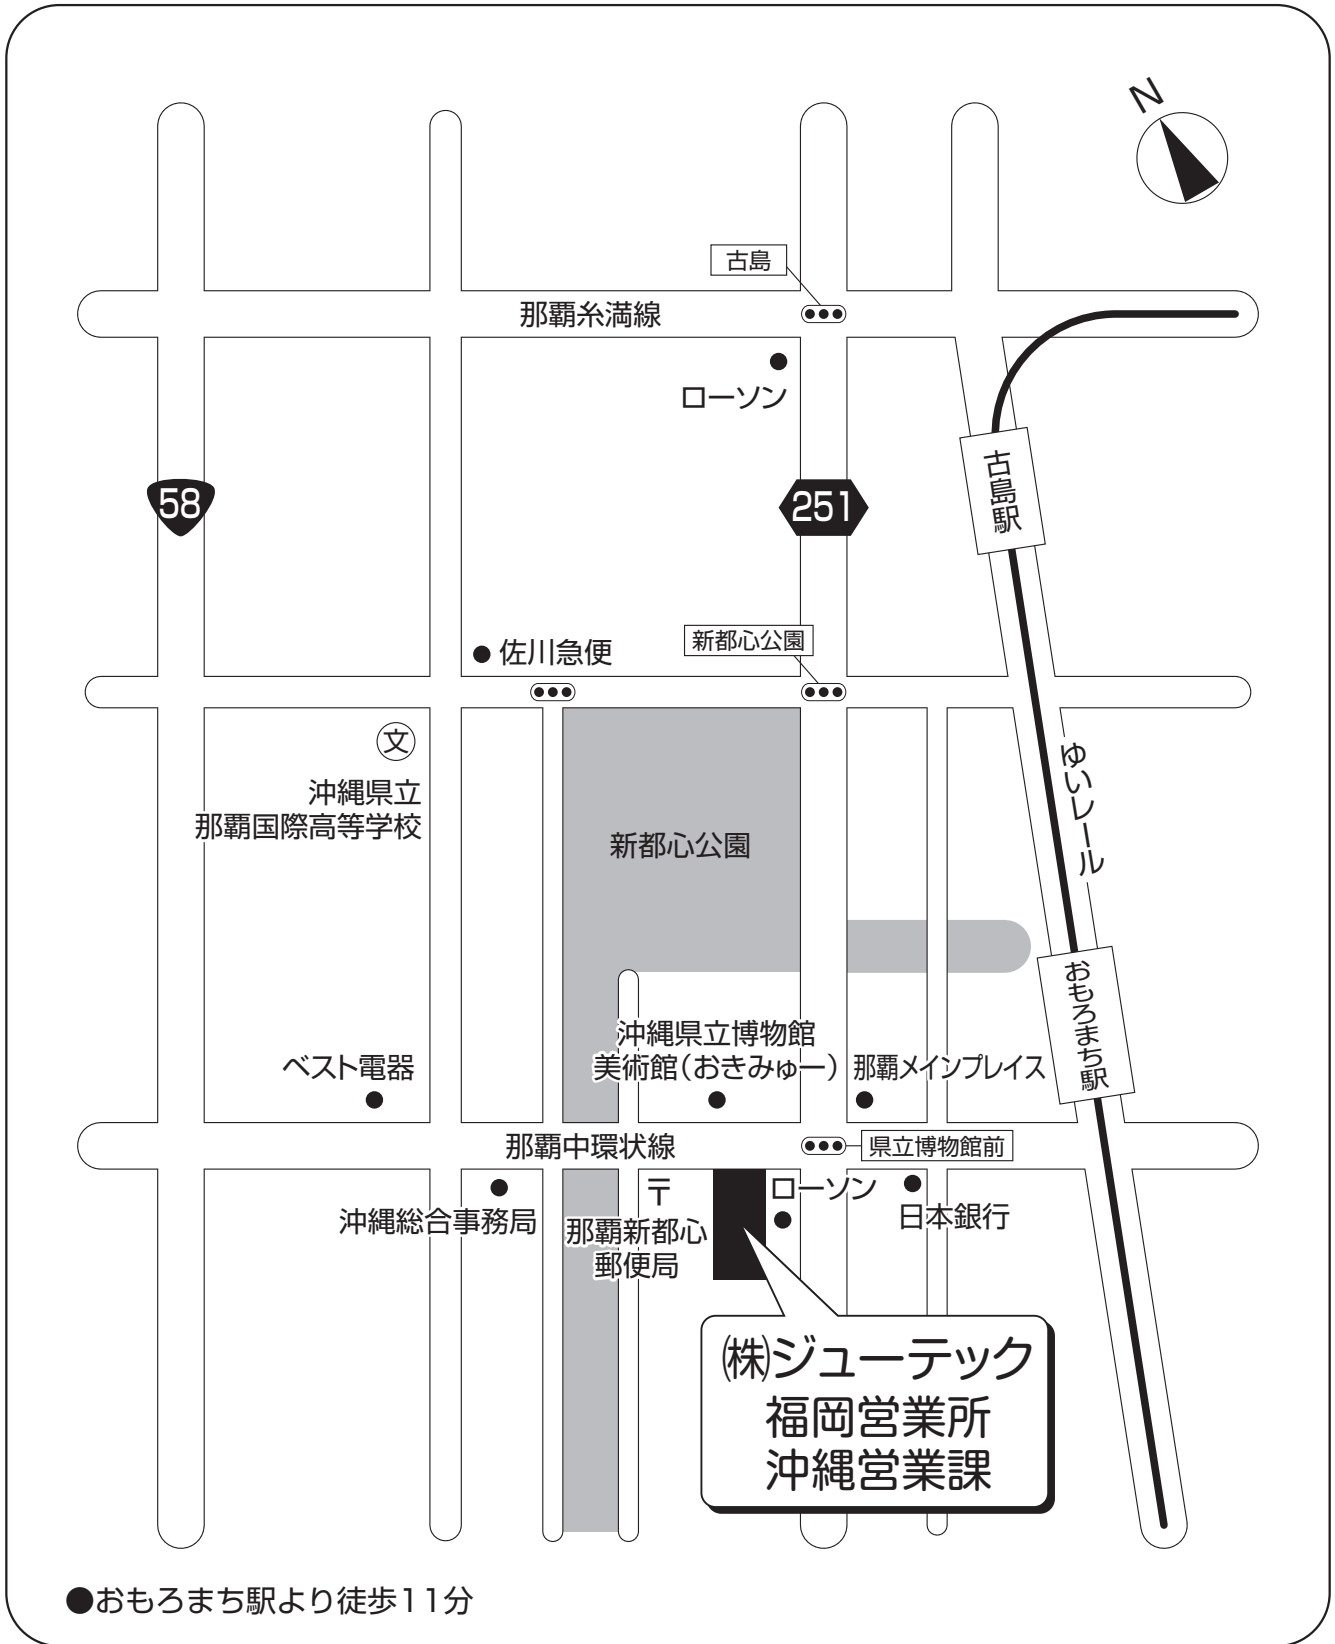 N
古島
那覇糸満線
ローソン
58
251
古島駅
佐川急便
新都心公園
文
沖縄県立
那覇国際高等学校
新都心公園
ゆいレール
おもろまち駅
沖縄県立博物館
美術館(おきみゅー)
那覇メインプレイス
ベスト電器
那覇中環状線
県立博物館前
沖縄総合事務局
〒
那覇新都心
郵便局
ローソン
日本銀行
㈱ジューテック
福岡営業所
沖縄営業課
●おもろまち駅より徒歩11分